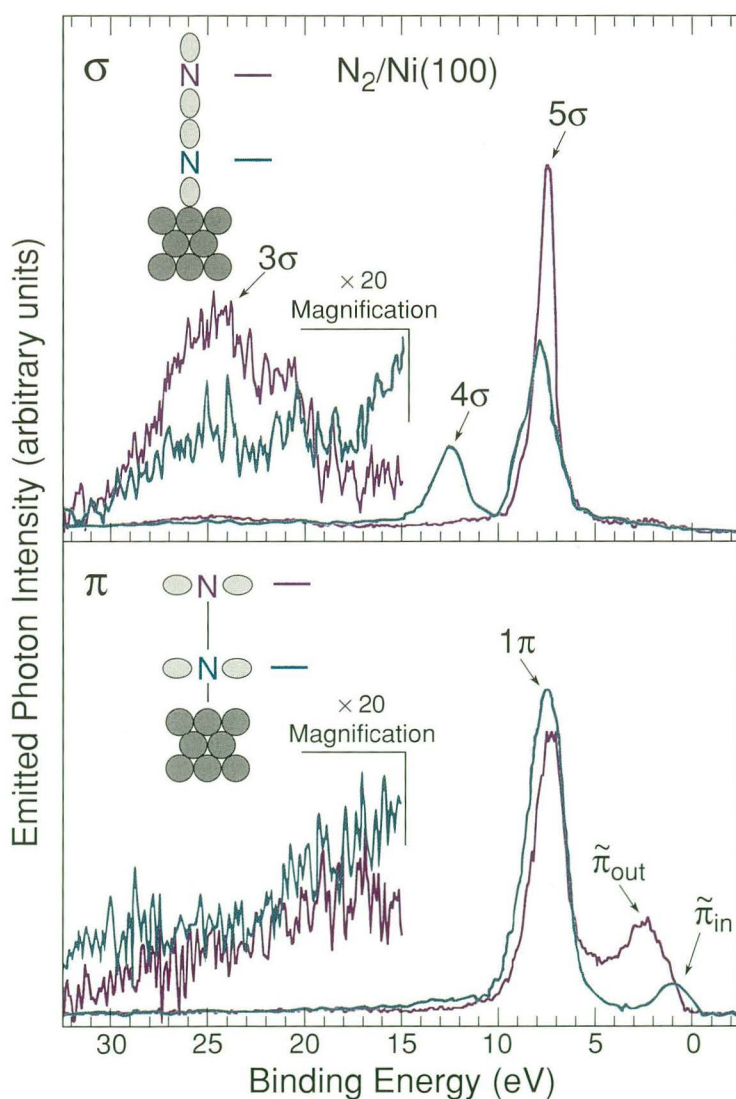 σ
N₂/Ni(100)
N
N
5σ
3σ
× 20
Magnification
4σ
π
N
N
× 20
Magnification
1π
π̃out
π̃in
30 25 20 15 10 5 0
Binding Energy (eV)
Emitted Photon Intensity (arbitrary units)